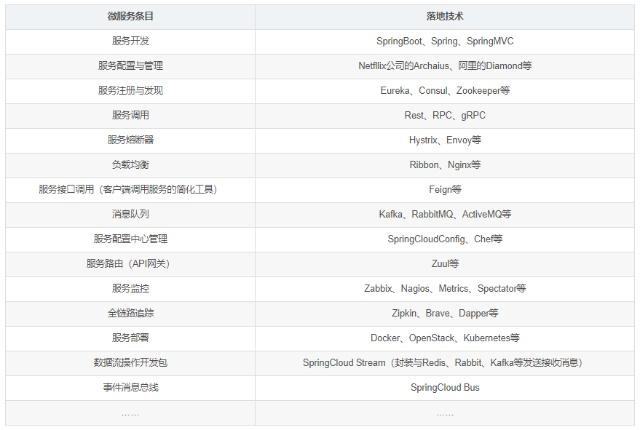 微服务条目 落地技术
服务开发 SpringBoot、Spring、SpringMVC
服务配置与管理 Netfllix公司的Archaius、阿里的Diamond等
服务注册与发现 Eureka、Consul、Zookeeper等
服务调用 Rest、RPC、gRPC
服务熔断器 Hystrix、Envoy等
负载均衡 Ribbon、Nginx等
服务接口调用（客户端调用服务的简化工具） Feign等
消息队列 Kafka、RabbitMQ、ActiveMQ等
服务配置中心管理 SpringCloudConfig、Chef等
服务路由（API网关） Zuul等
服务监控 Zabbix、Nagios、Metrics、Spectator等
全链路追踪 Zipkin、Brave、Dapper等
服务部署 Docker、OpenStack、Kubernetes等
数据流操作开发包 SpringCloud Stream（封装与Redis、Rabbit、Kafka等发送接收消息）
事件消息总线 SpringCloud Bus
…… ……